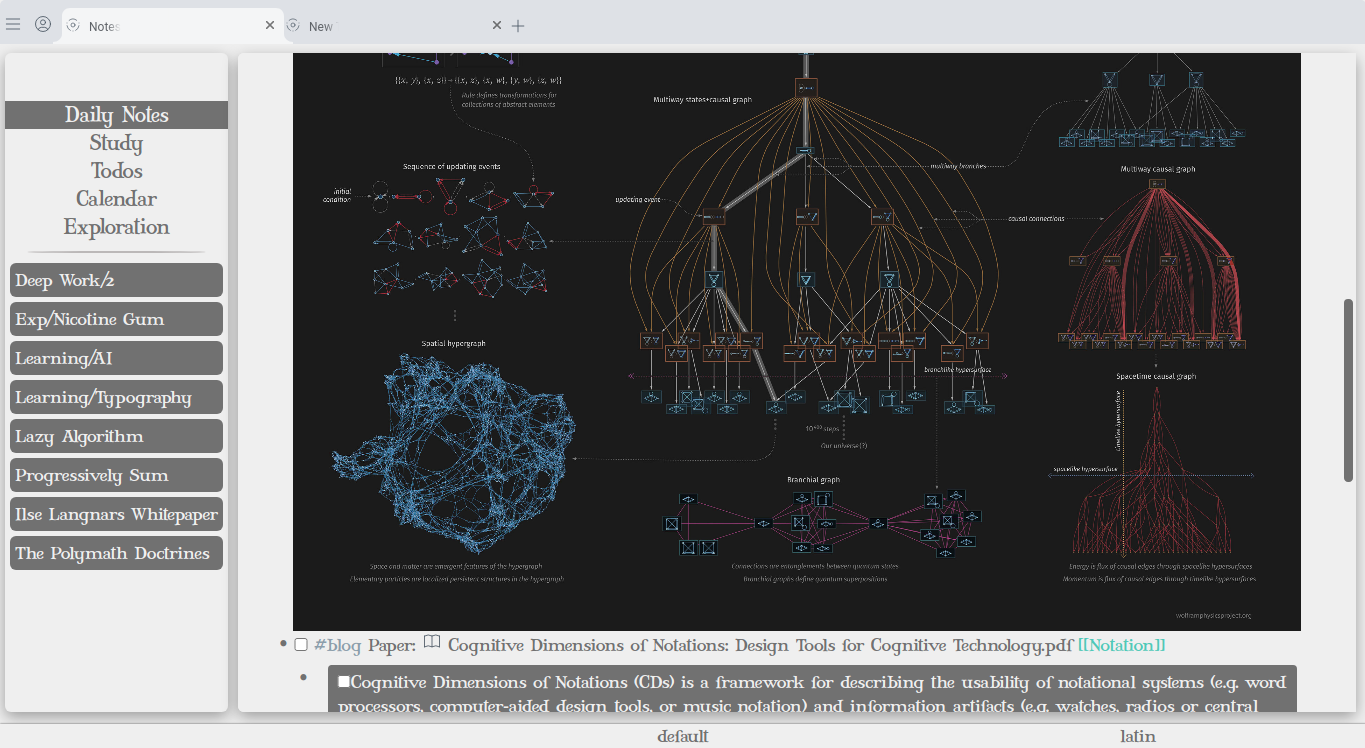 Notes
New
Daily Notes
Study
Todos
Calendar
Exploration
Deep Work/2
Exp/Nicotine Gum
Learning/AI
Learning/Typography
Lazy Algorithm
Progressively Sum
Ilse Langnars Whitepaper
The Polymath Doctrines
{{x, y}, {x, z}}→{{x, z}, {x, w}, {y, w}, {z, w}}
Rule defines transformations for
collections of abstract elements
Sequence of updating events
initial
condition
Spatial hypergraph
Space and matter are emergent features of the hypergraph
Elementary particles are localized persistent structures in the hypergraph
Multiway states+causal graph
multiway branches
updating event
causal connections
branchlike hypersurface
steps
Our universe(?)
Branchial graph
Connections are entanglements between quantum states
Branchial graphs define quantum superpositions
Multiway causal graph
Spacetime causal graph
timelike hypersurface
spacelike hypersurface
Energy is flux of causal edges through spacelike hypersurfaces
Momentum is flux of causal edges through timelike hypersurfaces
wolframphysicsproject.org
#blog Paper: Cognitive Dimensions of Notations: Design Tools for Cognitive Technology.pdf [[Notation]]
Cognitive Dimensions of Notations (CDs) is a framework for describing the usability of notational systems (e.g. word
processors, computer-aided design tools, or music notation) and information artifacts (e.g. watches, radios or central
default
latin